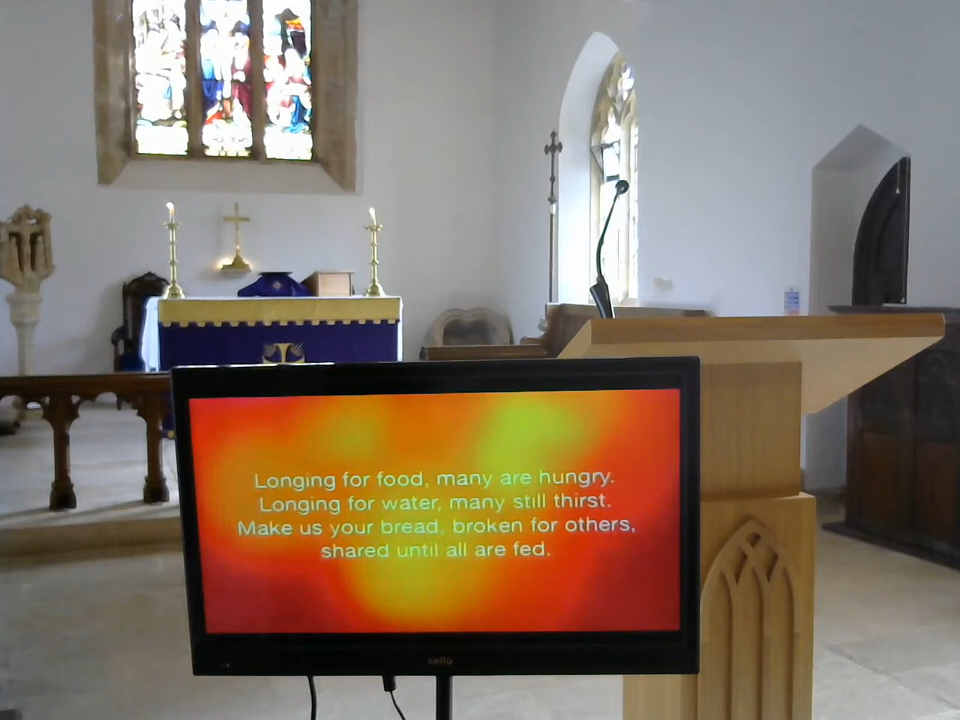 Longing for food, many are hungry.
Longing for water, many still thirst.
Make us your bread, broken for others,
shared until all are fed.
cello